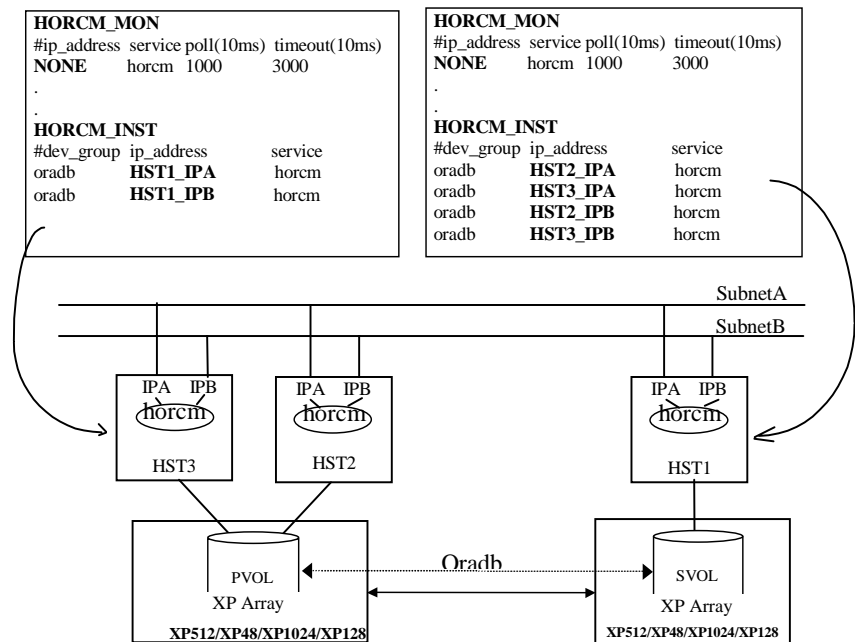 HORCM_MON
#ip_address service poll(10ms) timeout(10ms)
NONE horcm 1000 3000
.
.
HORCM_INST
#dev_group ip_address service
oradb HST1_IPA horcm
oradb HST1_IPB horcm
HORCM_MON
#ip_address service poll(10ms) timeout(10ms)
NONE horcm 1000 3000
.
.
HORCM_INST
#dev_group ip_address service
oradb HST2_IPA horcm
oradb HST3_IPA horcm
oradb HST2_IPB horcm
oradb HST3_IPB horcm
SubnetA
SubnetB
IPA IPB
horcm
HST3
IPA IPB
horcm
HST2
IPA IPB
horcm
HST1
Oradb
PVOL
XP Array
XP512/XP48/XP1024/XP128
SVOL
XP Array
XP512/XP48/XP1024/XP128